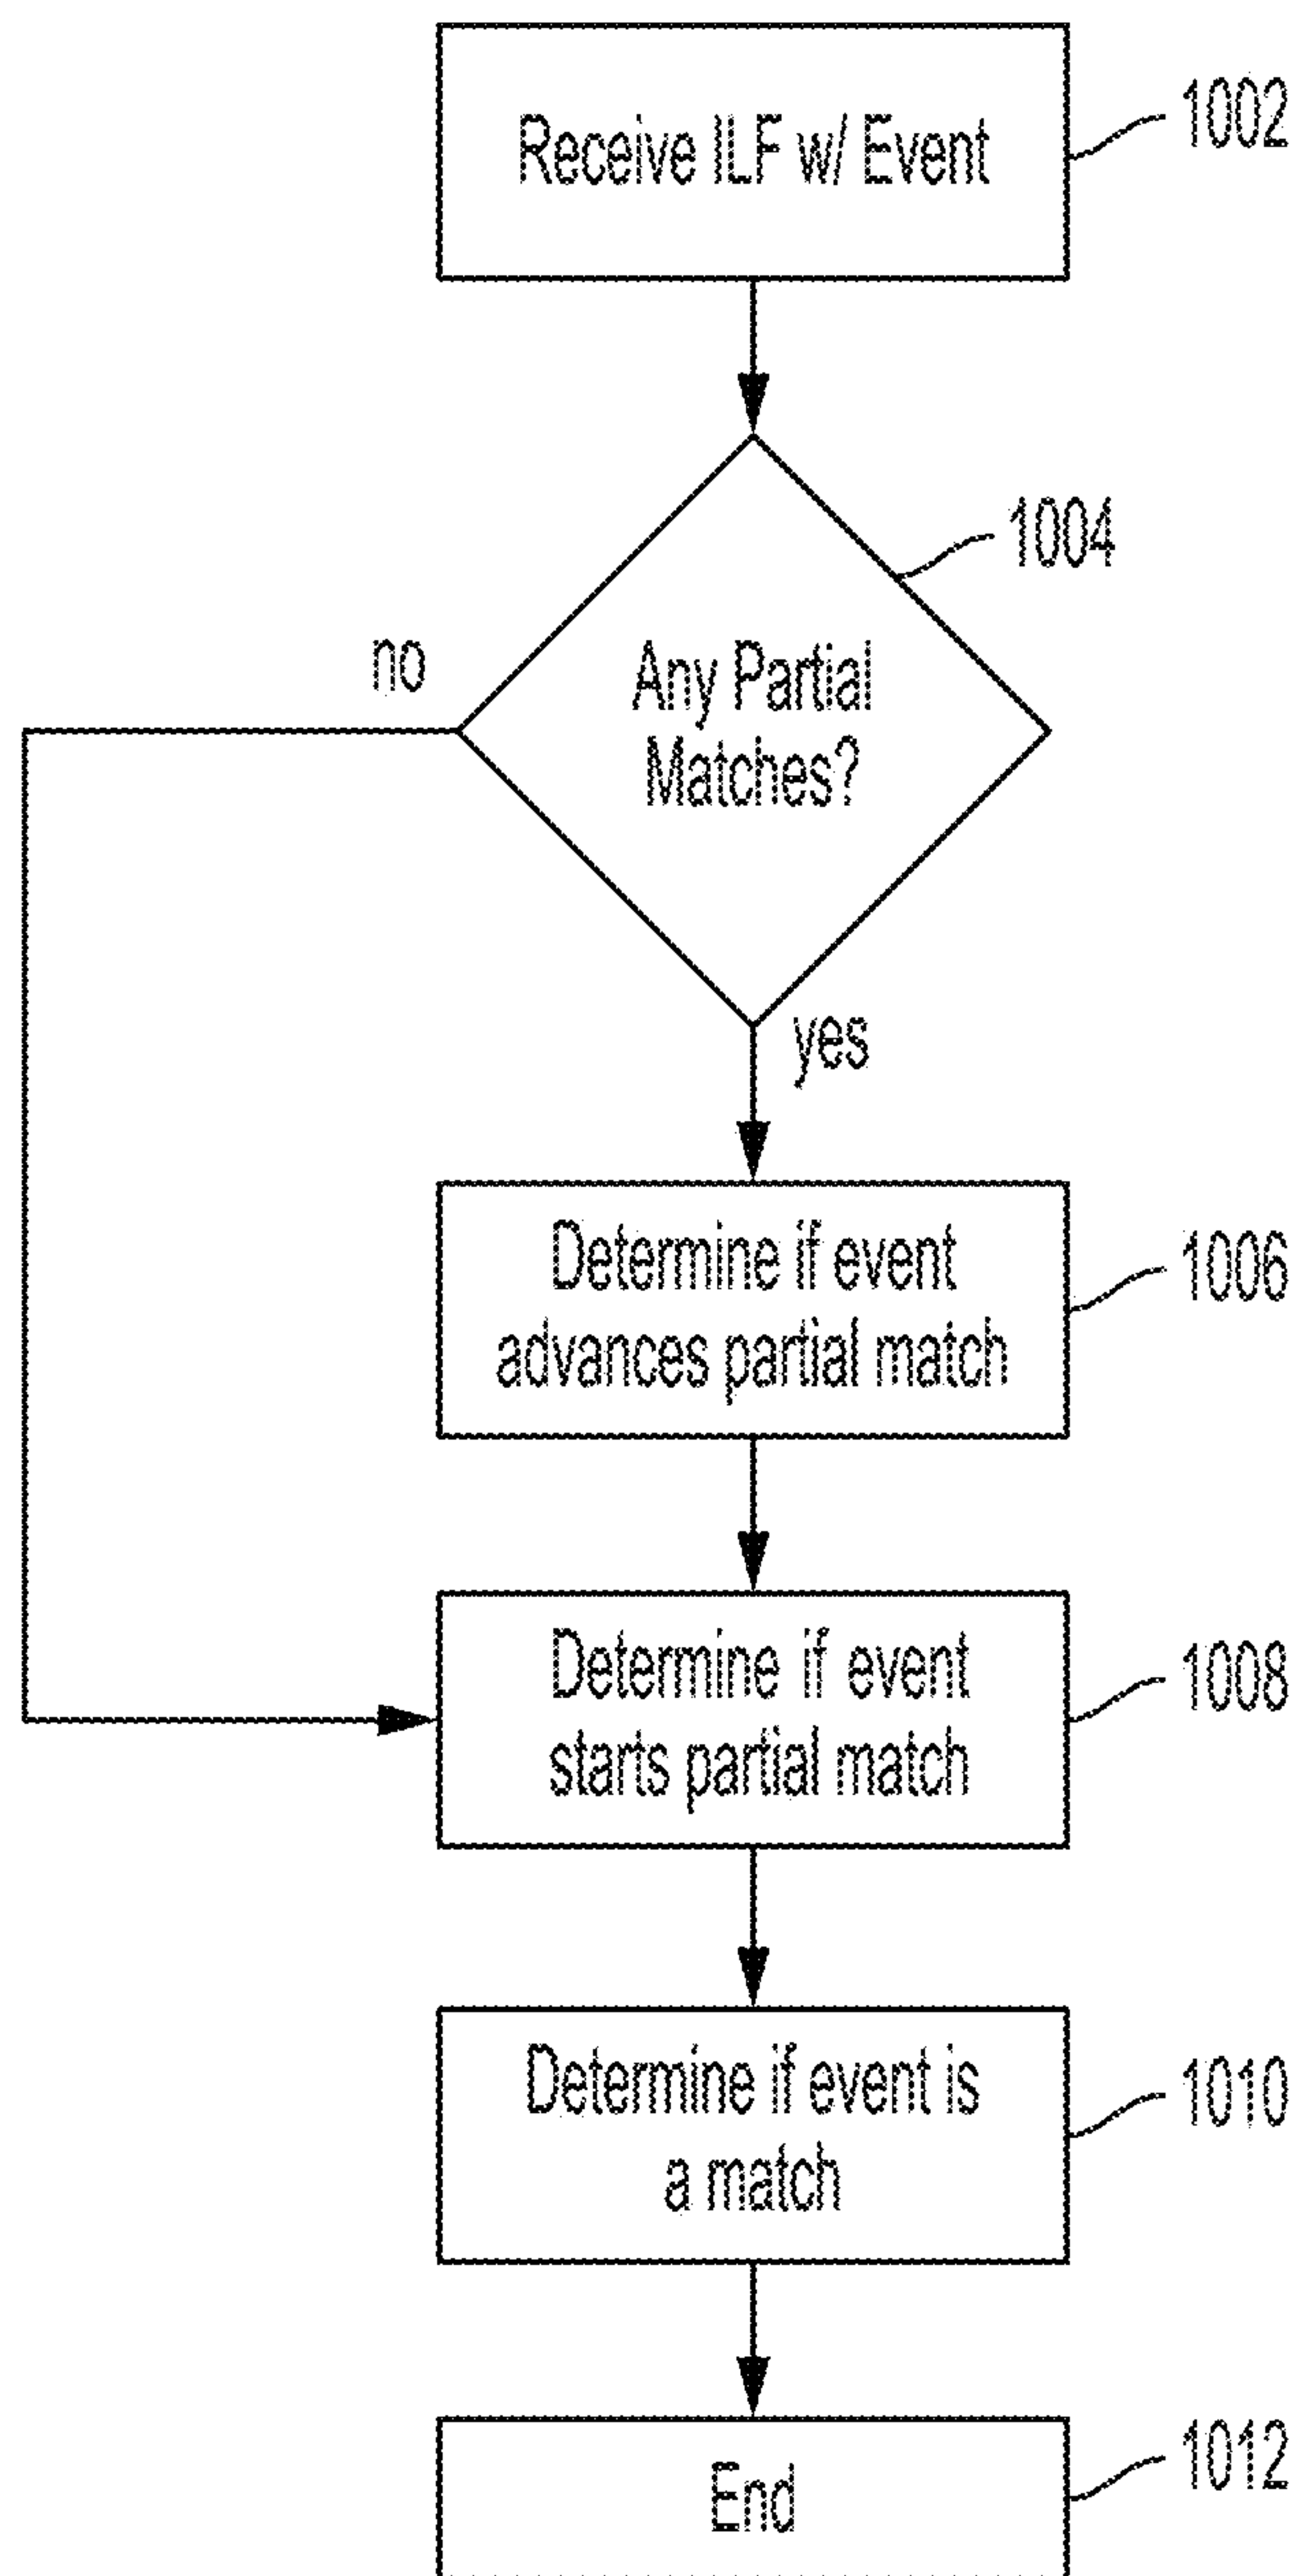 Receive ILF w/ Event
1002
1004
no
Any Partial
Matches?
yes
Determine if event
advances partial match
1006
Determine if event
starts partial match
1008
Determine if event is
a match
1010
End
1012